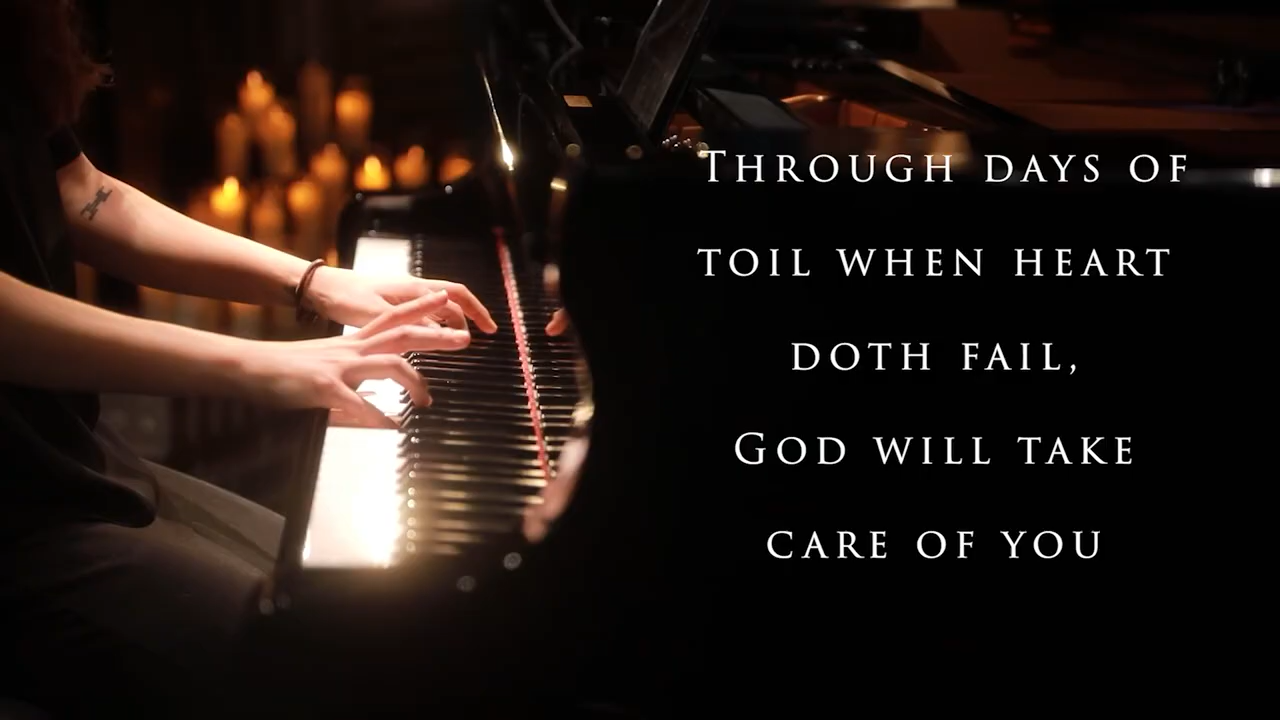 Through days of
toil when heart
doth fail,
God will take
care of you